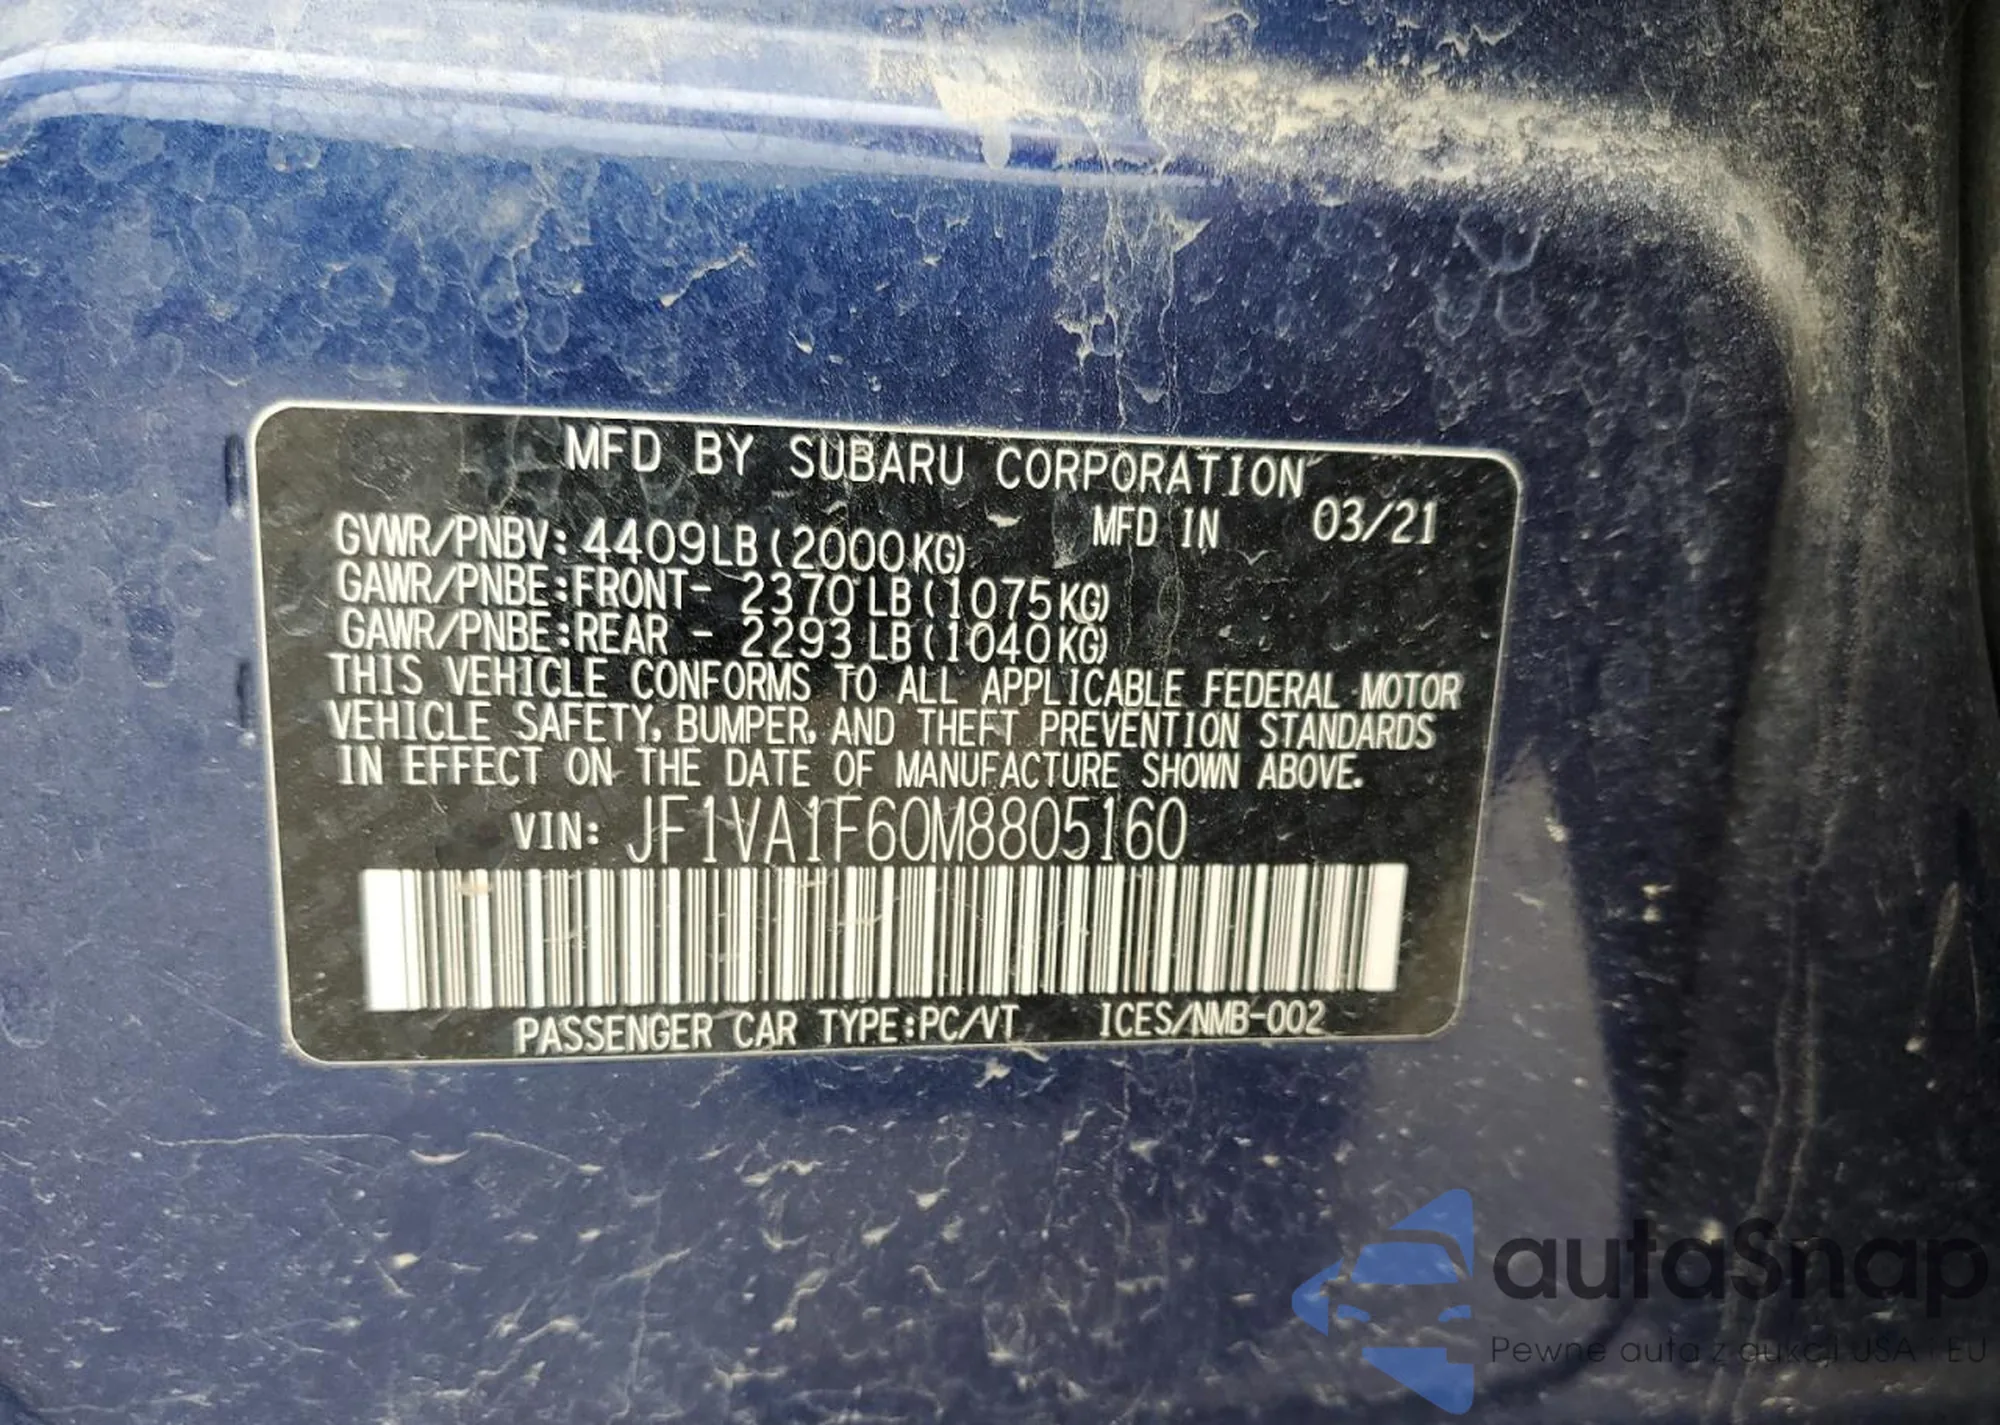 MFD BY SUBARU CORPORATION
MFD IN 03/21
GVWR/PNBV: 4409LB (2000KG)
GAWR/PNBE:FRONT- 2370LB (1075KG)
GAWR/PNBE:REAR - 2293LB (1040KG)
THIS VEHICLE CONFORMS TO ALL APPLICABLE FEDERAL MOTOR
VEHICLE SAFETY, BUMPER, AND THEFT PREVENTION STANDARDS
IN EFFECT ON THE DATE OF MANUFACTURE SHOWN ABOVE.
VIN: JF1VA1F60M8805160
PASSENGER CAR TYPE:PC/VT ICES/NMB-002
autaSnap
Pewne auta z aukcji USA i EU